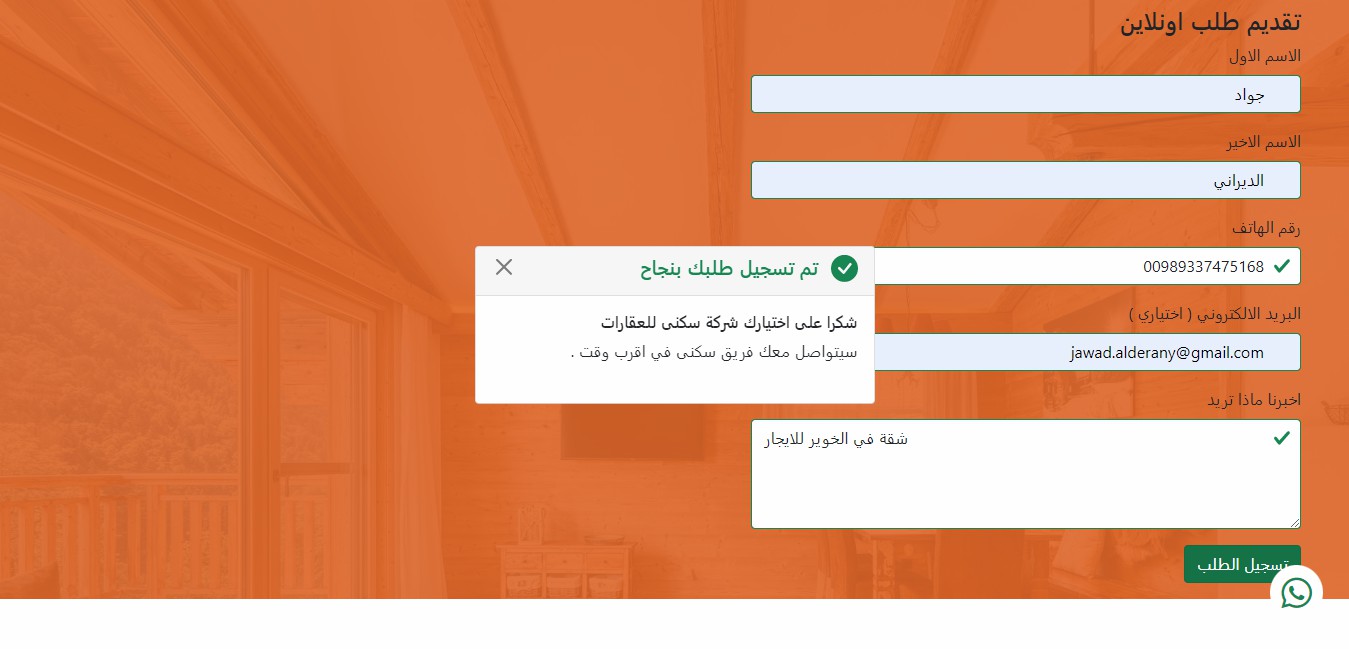 تقديم طلب اونلاين
الاسم الاول
جواد
الاسم الاخير
الديراني
رقم الهاتف
00989337475168
تم تسجيل طلبك بنجاح
شكرا على اختيارك شركة سكنى للعقارات
سيتواصل معك فريق سكنى في اقرب وقت .
البريد الالكتروني ( اختياري )
jawad.alderany@gmail.com
اخبرنا ماذا تريد
شقة في الخوير للايجار
تسجيل الطلب